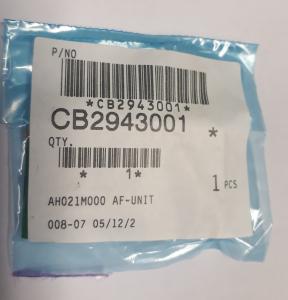 P/NO
*CB2943001*
CB2943001 *
QTY.
* 1*
1 PCS
AH021M000 AF-UNIT
008-07 05/12/2